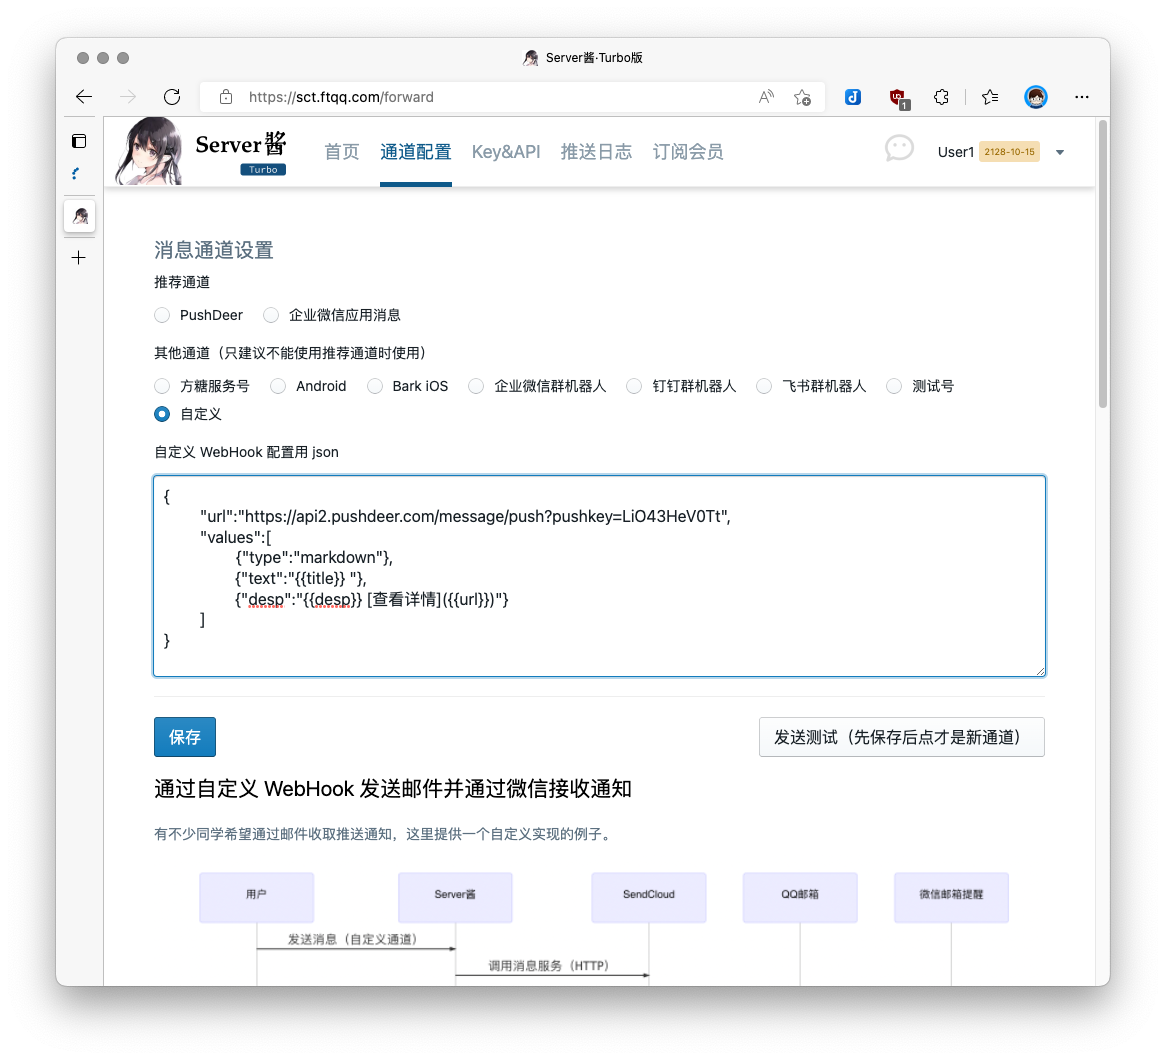 Server酱·Turbo版
https://sct.ftqq.com/forward
1
Server酱
Turbo
首页 通道配置 Key&API 推送日志 订阅会员
User1 2128-10-15
消息通道设置
推荐通道
PushDeer 企业微信应用消息
其他通道（只建议不能使用推荐通道时使用）
方糖服务号 Android Bark iOS 企业微信群机器人 钉钉群机器人 飞书群机器人 测试号
自定义
自定义 WebHook 配置用 json
{
"url":"https://api2.pushdeer.com/message/push?pushkey=LiO43HeV0Tt",
"values":[
{"type":"markdown"},
{"text":"{{title}} "},
{"desp":"{{desp}} [查看详情]({{url}})"}
]
}
保存
发送测试（先保存后点才是新通道）
通过自定义 WebHook 发送邮件并通过微信接收通知
有不少同学希望通过邮件收取推送通知，这里提供一个自定义实现的例子。
用户 Server酱 SendCloud QQ邮箱 微信邮箱提醒
发送消息（自定义通道）
调用消息服务（HTTP）